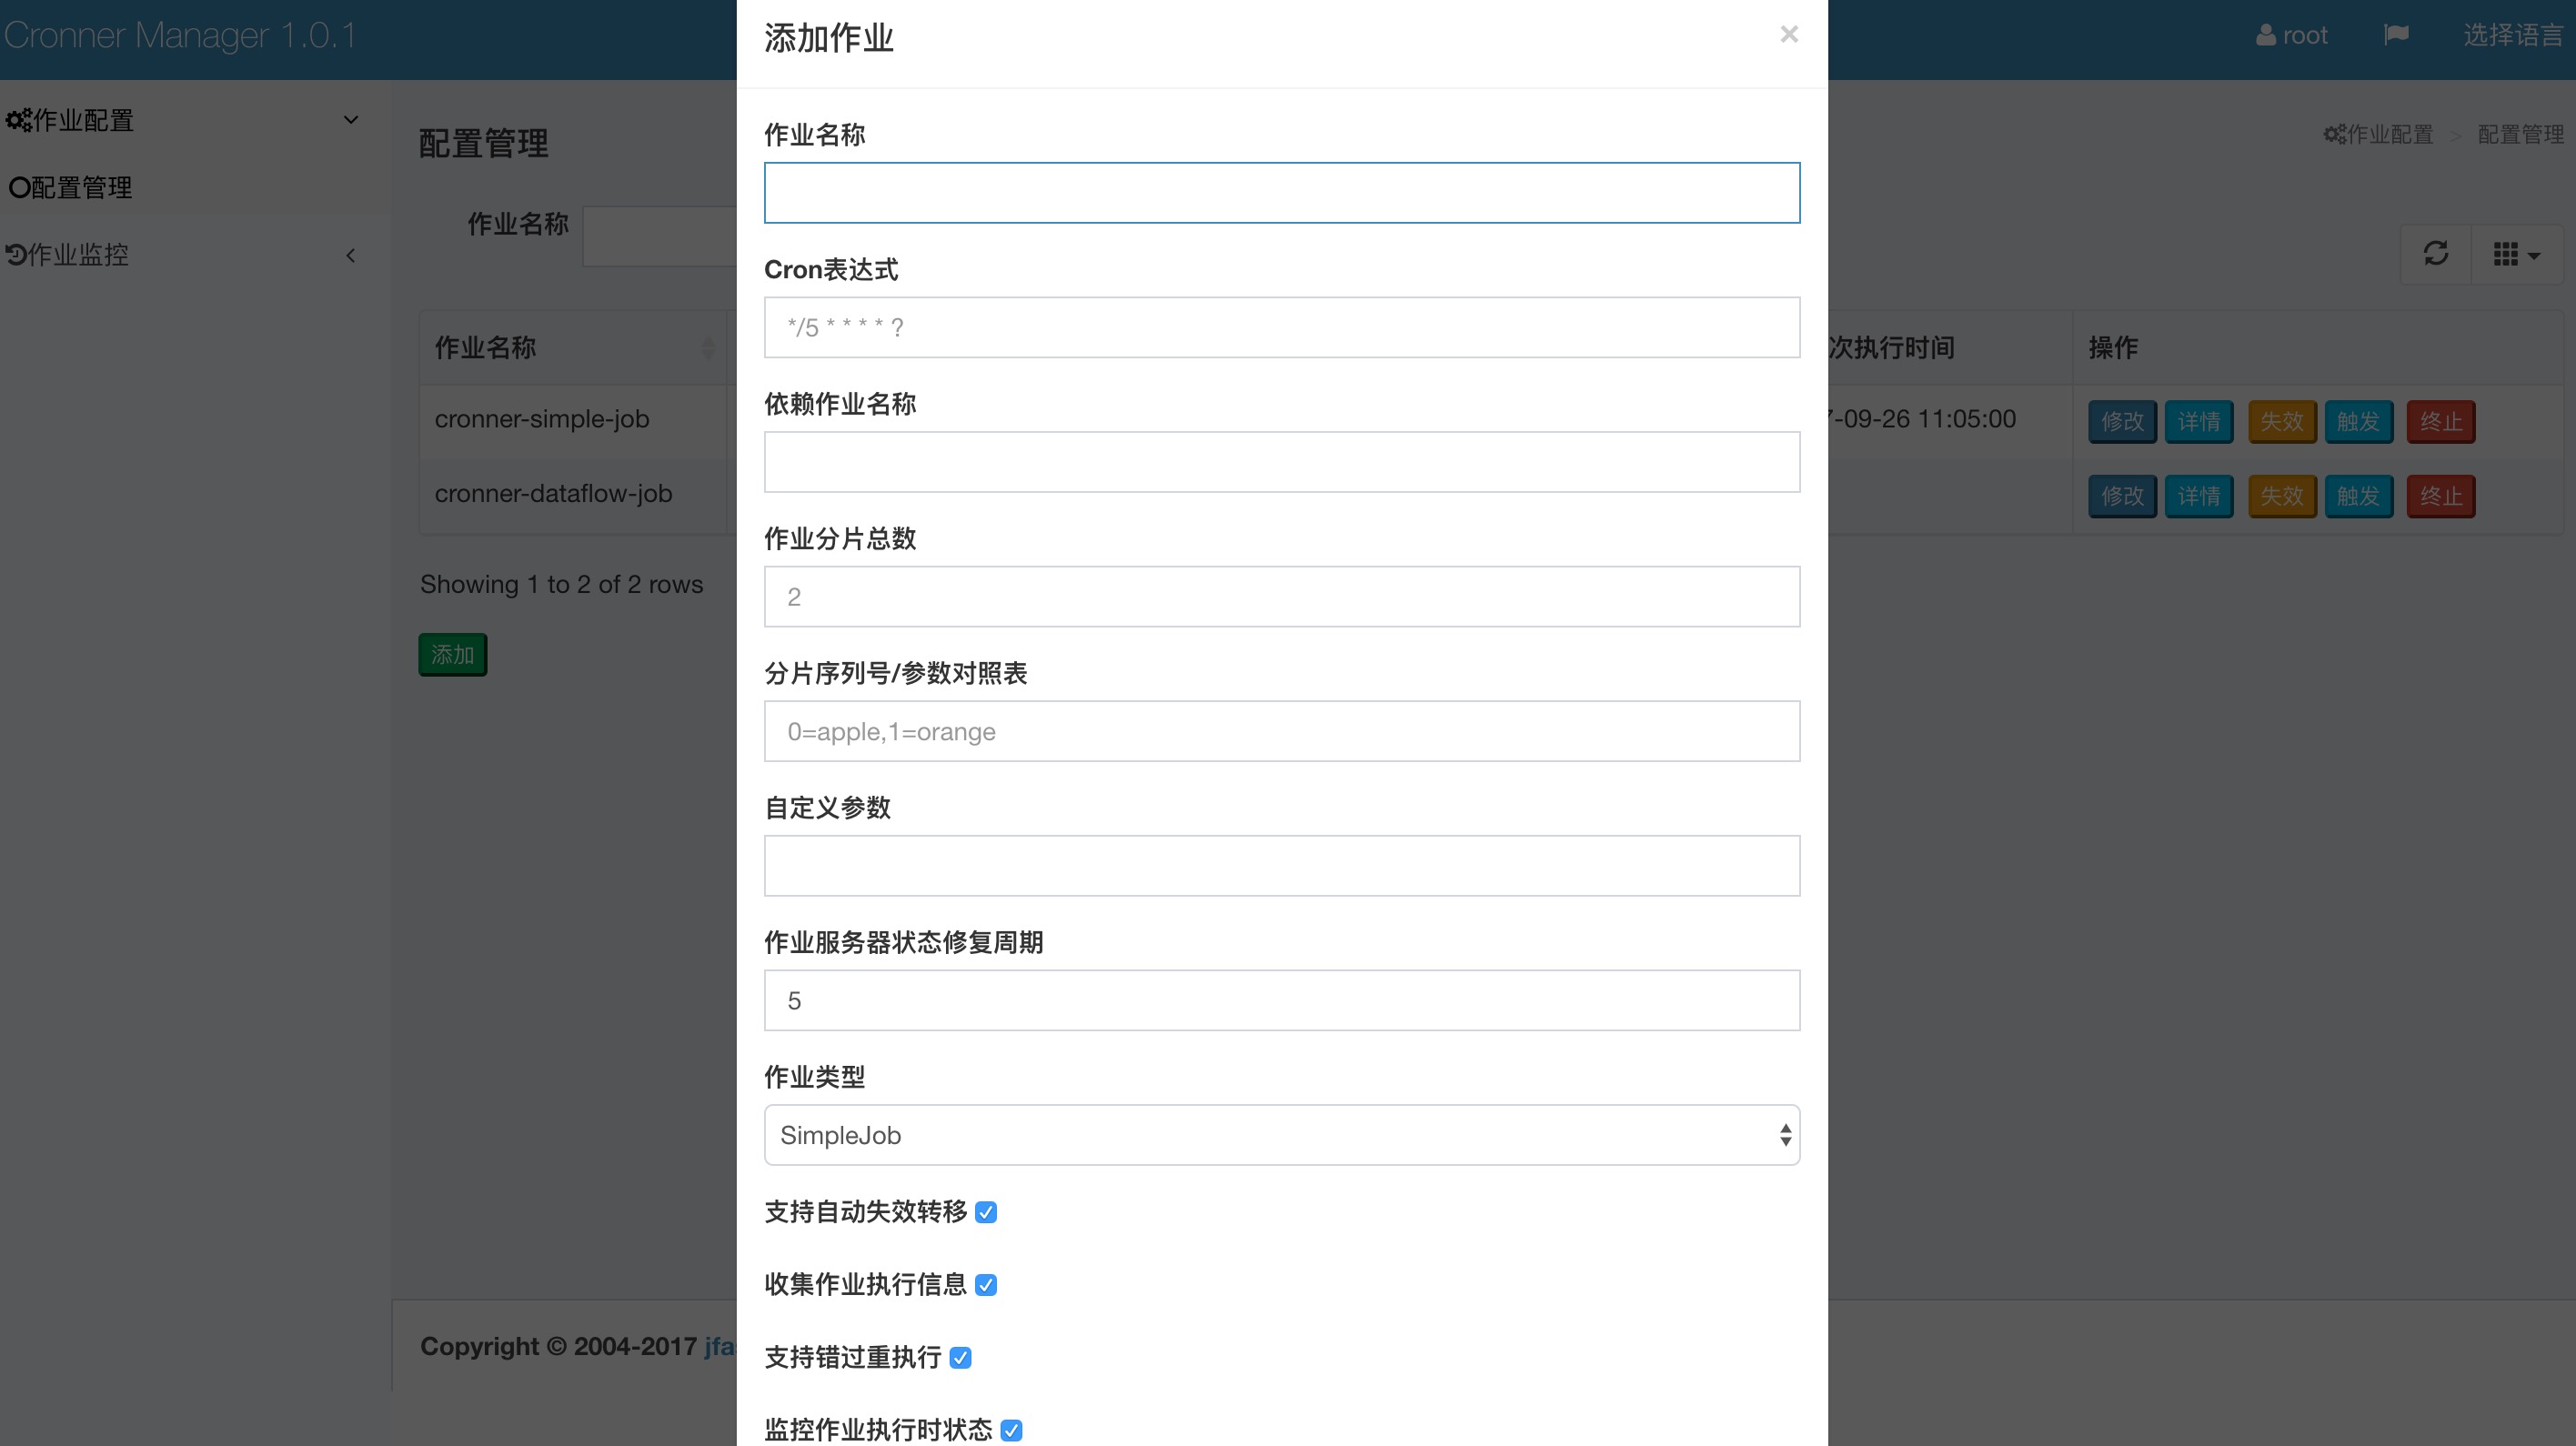 Cronner Manager 1.0.1
root
选择语言
作业配置
配置管理
作业监控
配置管理
作业配置 > 配置管理
作业名称
作业名称
次执行时间
操作
cronner-simple-job
-09-26 11:05:00
修改 详情 失效 触发 终止
cronner-dataflow-job
修改 详情 失效 触发 终止
Showing 1 to 2 of 2 rows
添加
Copyright © 2004-2017 jfa
添加作业
×
作业名称
Cron表达式
*/5 * * * * ?
依赖作业名称
作业分片总数
2
分片序列号/参数对照表
0=apple,1=orange
自定义参数
作业服务器状态修复周期
5
作业类型
SimpleJob
支持自动失效转移
收集作业执行信息
支持错过重执行
监控作业执行时状态